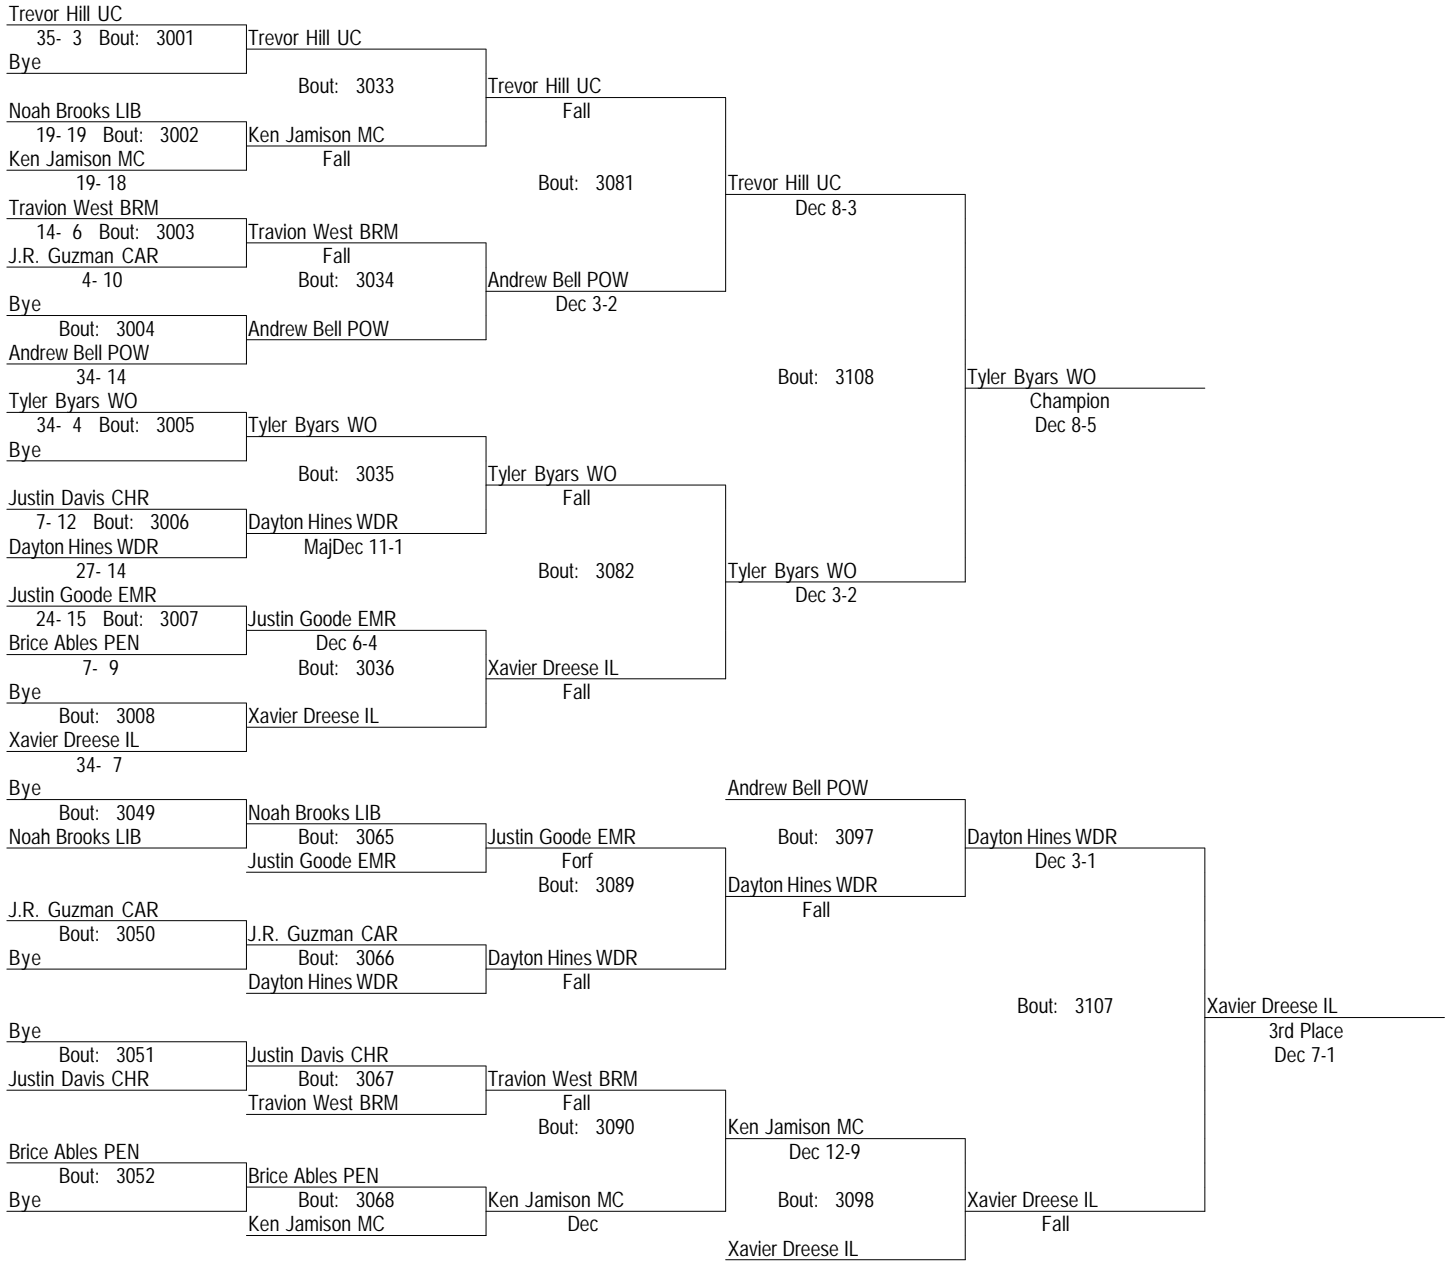 Trevor Hill UC
35- 3 Bout: 3001
Trevor Hill UC
Bye
Bout: 3033
Trevor Hill UC
Noah Brooks LIB
Fall
19- 19 Bout: 3002
Ken Jamison MC
Ken Jamison MC
Fall
19- 18
Bout: 3081
Trevor Hill UC
Travion West BRM
Dec 8-3
14- 6 Bout: 3003
Travion West BRM
J.R. Guzman CAR
Fall
4- 10
Bout: 3034
Andrew Bell POW
Bye
Dec 3-2
Bout: 3004
Andrew Bell POW
Andrew Bell POW
34- 14
Bout: 3108
Tyler Byars WO
Tyler Byars WO
Champion
34- 4 Bout: 3005
Tyler Byars WO
Dec 8-5
Bye
Bout: 3035
Tyler Byars WO
Justin Davis CHR
Fall
7- 12 Bout: 3006
Dayton Hines WDR
Dayton Hines WDR
MajDec 11-1
27- 14
Bout: 3082
Tyler Byars WO
Justin Goode EMR
Dec 3-2
24- 15 Bout: 3007
Justin Goode EMR
Brice Ables PEN
Dec 6-4
7- 9
Bout: 3036
Xavier Dreese IL
Bye
Fall
Bout: 3008
Xavier Dreese IL
Xavier Dreese IL
34- 7
Bye
Andrew Bell POW
Bout: 3049
Noah Brooks LIB
Noah Brooks LIB
Bout: 3065
Justin Goode EMR
Bout: 3097
Dayton Hines WDR
Justin Goode EMR
Forf
Dec 3-1
Bout: 3089
Dayton Hines WDR
J.R. Guzman CAR
Fall
Bout: 3050
J.R. Guzman CAR
Bye
Bout: 3066
Dayton Hines WDR
Dayton Hines WDR
Fall
Bout: 3107
Xavier Dreese IL
Bye
3rd Place
Bout: 3051
Justin Davis CHR
Dec 7-1
Justin Davis CHR
Bout: 3067
Travion West BRM
Travion West BRM
Fall
Bout: 3090
Ken Jamison MC
Brice Ables PEN
Dec 12-9
Bout: 3052
Brice Ables PEN
Bye
Bout: 3068
Ken Jamison MC
Bout: 3098
Xavier Dreese IL
Ken Jamison MC
Dec
Fall
Xavier Dreese IL